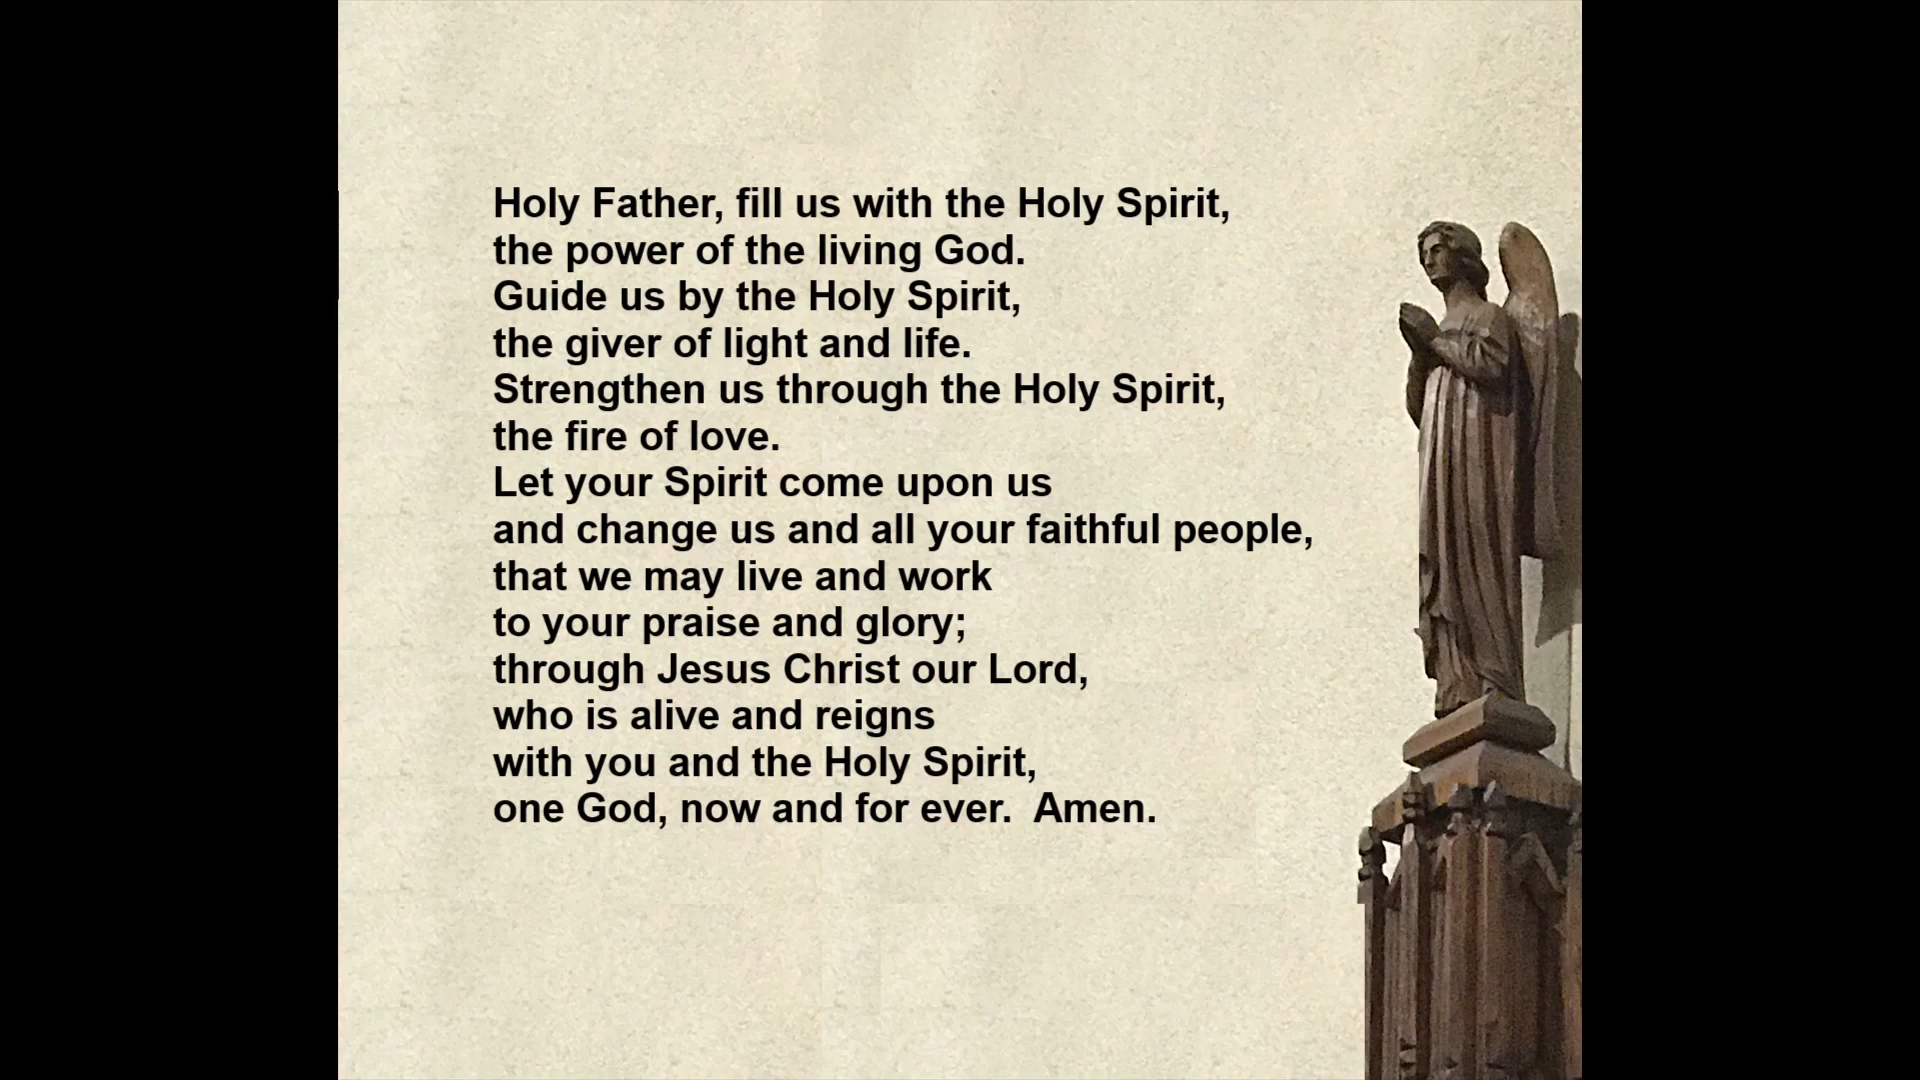 Holy Father, fill us with the Holy Spirit,
the power of the living God.
Guide us by the Holy Spirit,
the giver of light and life.
Strengthen us through the Holy Spirit,
the fire of love.
Let your Spirit come upon us
and change us and all your faithful people,
that we may live and work
to your praise and glory;
through Jesus Christ our Lord,
who is alive and reigns
with you and the Holy Spirit,
one God, now and for ever.  Amen.